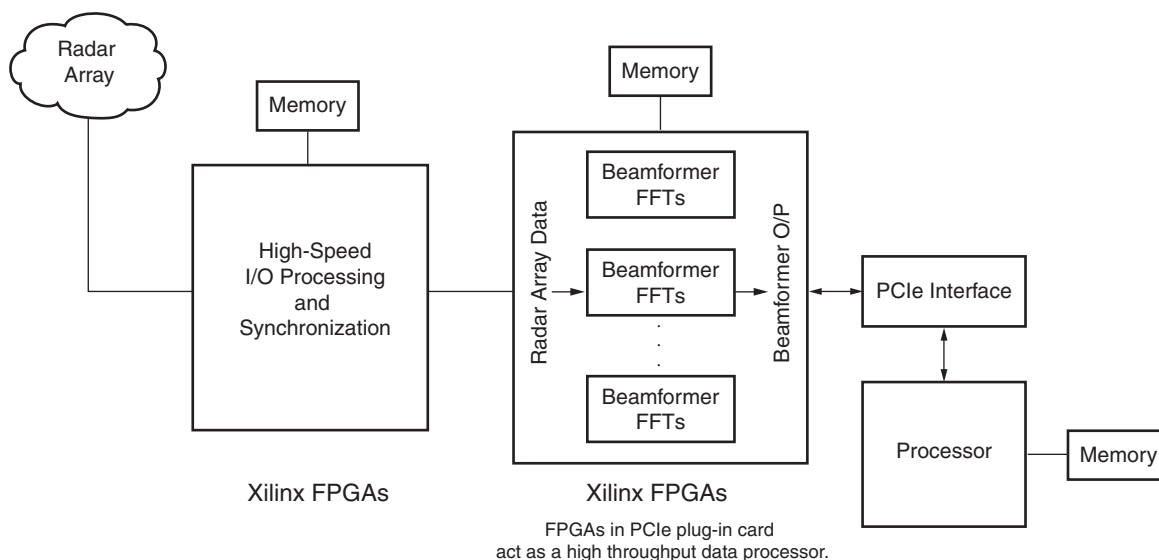 Radar
Array
Memory
High-Speed
I/O Processing
and
Synchronization
Xilinx FPGAs
Memory
Radar Array Data
Beamformer
FFTs
Beamformer
FFTs
.
.
.
Beamformer
FFTs
Beamformer O/P
Xilinx FPGAs
FPGAs in PCIe plug-in card
act as a high throughput data processor.
PCIe Interface
Processor
Memory